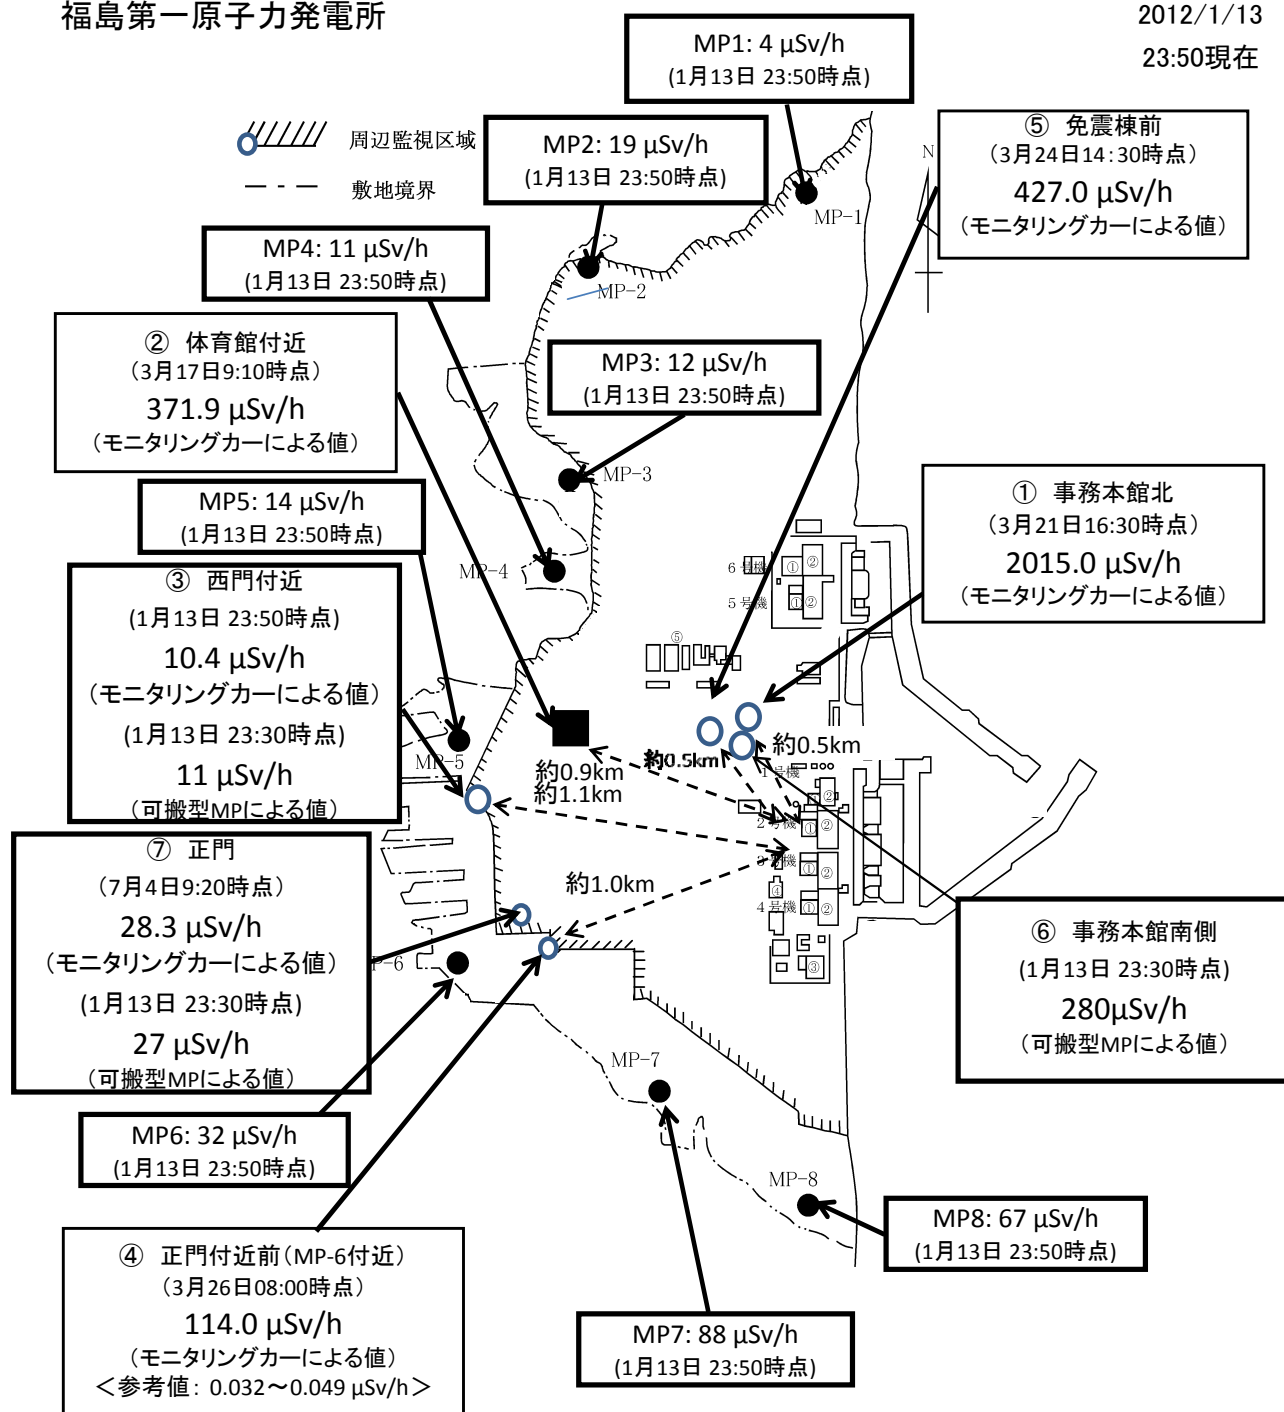 福島第一原子力発電所
2012/1/13
23:50現在
周辺監視区域
敷地境界
MP1: 4 μSv/h
(1月13日 23:50時点)
MP2: 19 μSv/h
(1月13日 23:50時点)
⑤ 免震棟前
(3月24日14:30時点)
427.0 μSv/h
(モニタリングカーによる値)
N
MP-1
MP4: 11 μSv/h
(1月13日 23:50時点)
MP-2
② 体育館付近
(3月17日9:10時点)
371.9 μSv/h
(モニタリングカーによる値)
MP3: 12 μSv/h
(1月13日 23:50時点)
MP-3
MP5: 14 μSv/h
(1月13日 23:50時点)
① 事務本館北
(3月21日16:30時点)
2015.0 μSv/h
(モニタリングカーによる値)
MP-4
6号機
① ②
5号機
① ②
③ 西門付近
(1月13日 23:50時点)
10.4 μSv/h
(モニタリングカーによる値)
(1月13日 23:30時点)
11 μSv/h
(可搬型MPによる値)
⑤
MP-5
約0.9km
約1.1km
約0.5km
約0.5km
1号機
②
2号機
① ②
3号機
① ②
④
4号機
① ②
③
約1.0km
⑦ 正門
(7月4日9:20時点)
28.3 μSv/h
(モニタリングカーによる値)
(1月13日 23:30時点)
27 μSv/h
(可搬型MPによる値)
P-6
⑥ 事務本館南側
(1月13日 23:30時点)
280μSv/h
(可搬型MPによる値)
MP-7
MP6: 32 μSv/h
(1月13日 23:50時点)
MP-8
MP8: 67 μSv/h
(1月13日 23:50時点)
④ 正門付近前(MP-6付近)
(3月26日08:00時点)
114.0 μSv/h
(モニタリングカーによる値)
<参考値: 0.032～0.049 μSv/h>
MP7: 88 μSv/h
(1月13日 23:50時点)